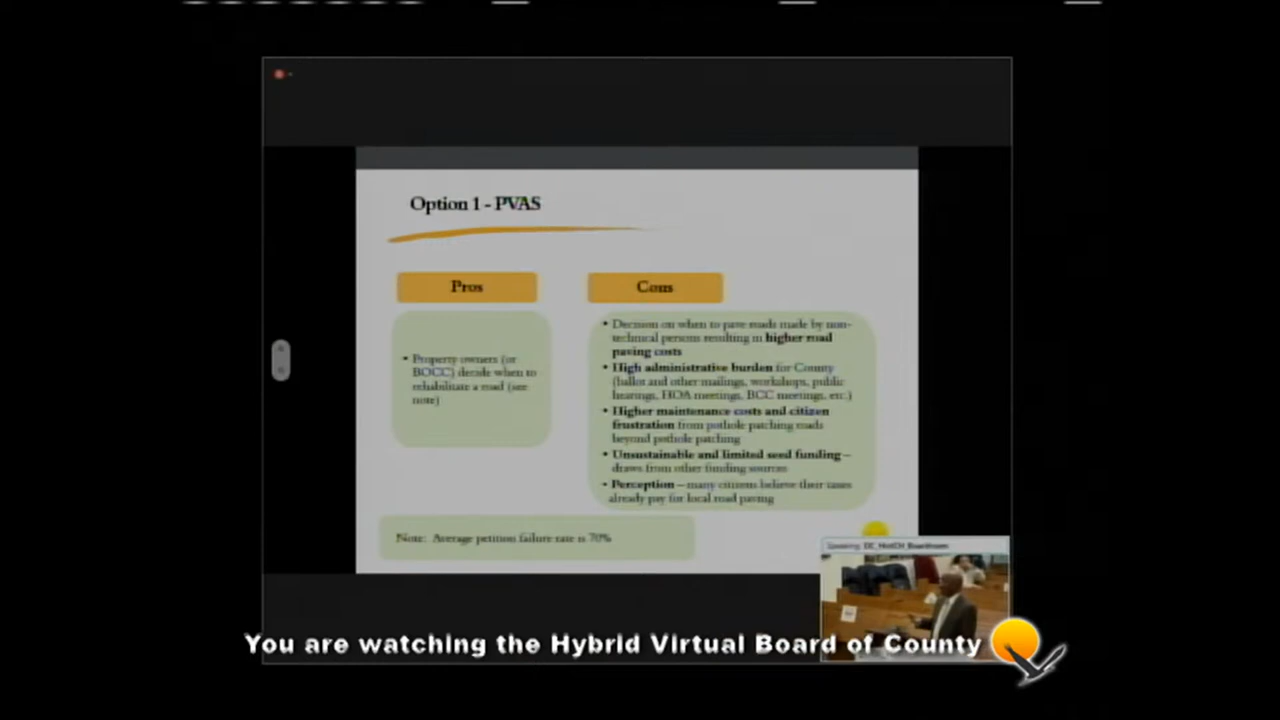 Option 1 - PVAS
Pros
• Property owners (or
BOCC) decide when to
rehabilitate a road (see
note)
Cons
• Decision on when to pave roads made by non-
technical persons resulting in higher road
paving costs
• High administrative burden for County
(ballot and other mailings, workshops, public
hearings, HOA meetings, BCC meetings, etc.)
• Higher maintenance costs and citizen
frustration from pothole patching roads
beyond pothole patching
• Unsustainable and limited seed funding –
draws from other funding sources
• Perception – many citizens believe their taxes
already pay for local road paving
Note: Average petition failure rate is 70%
Speaking:
You are watching the Hybrid Virtual Board of County